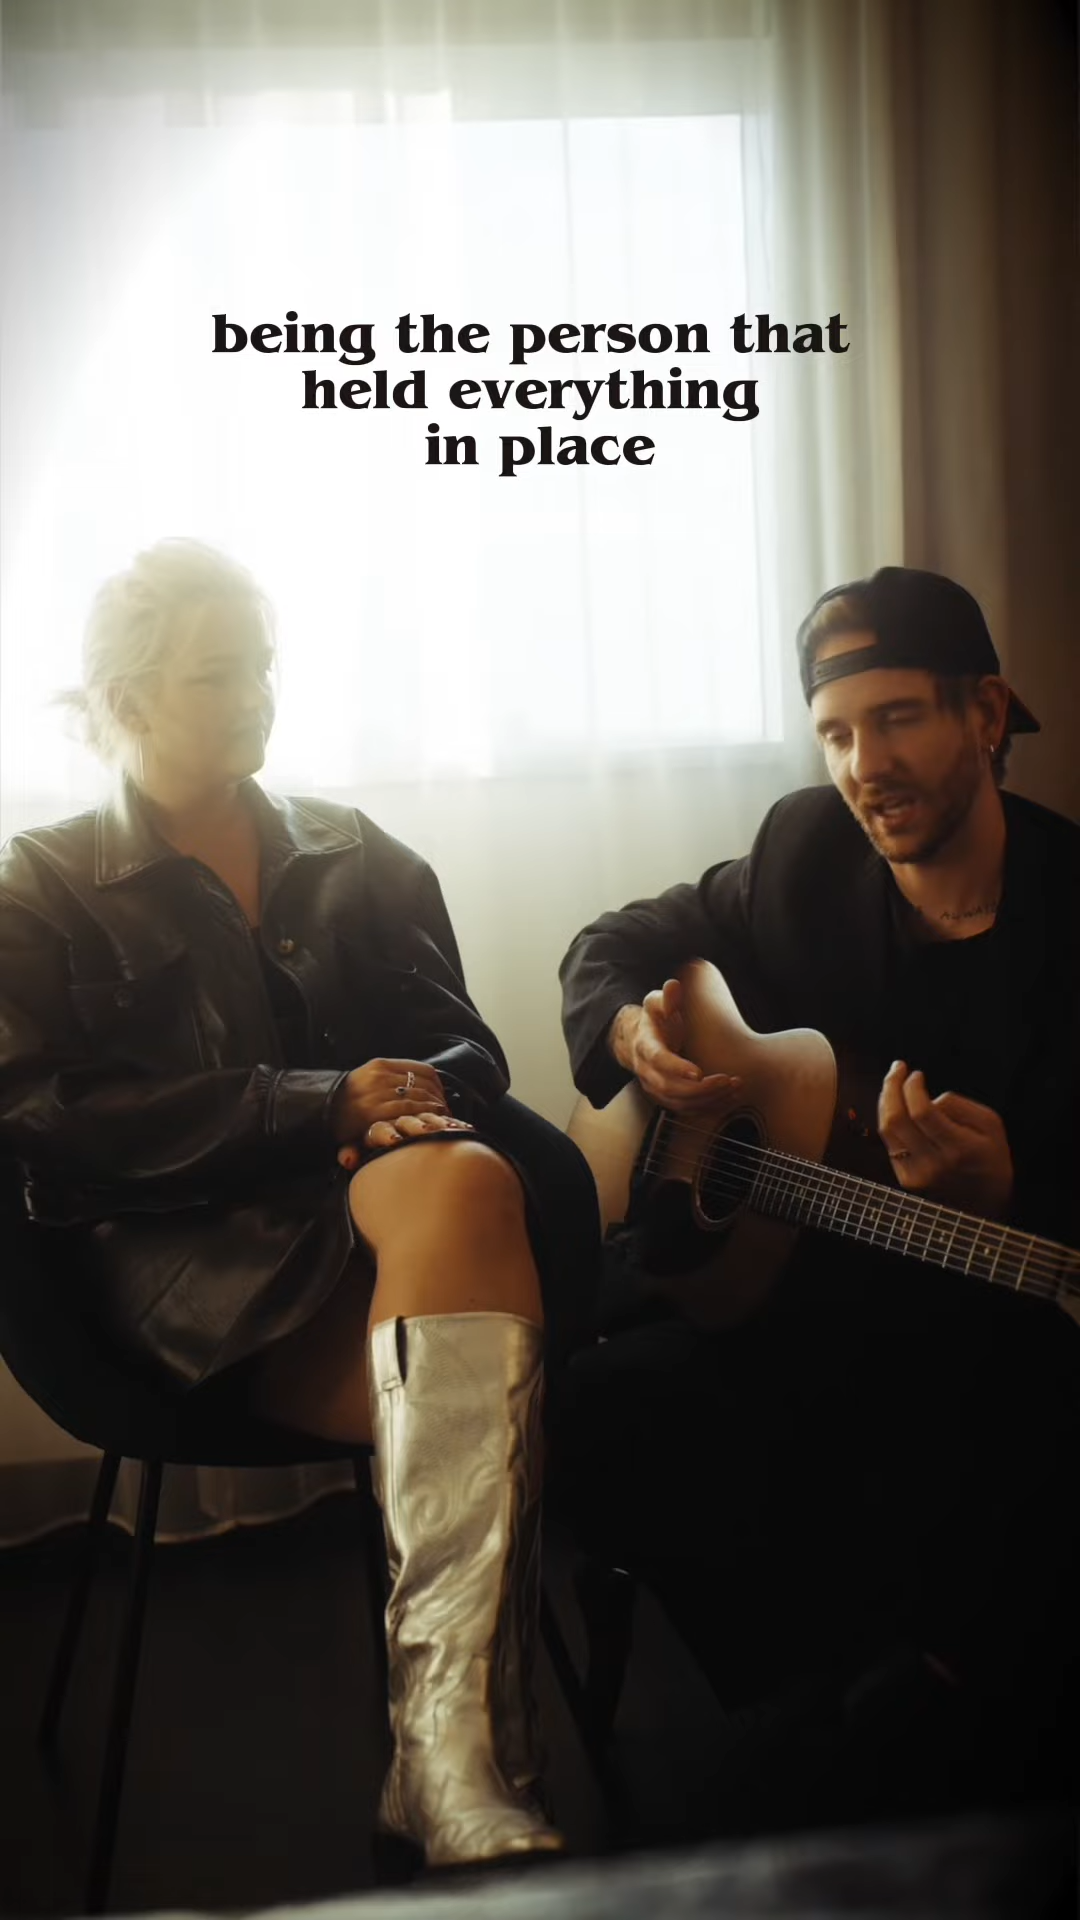 being the person that
held everything
in place